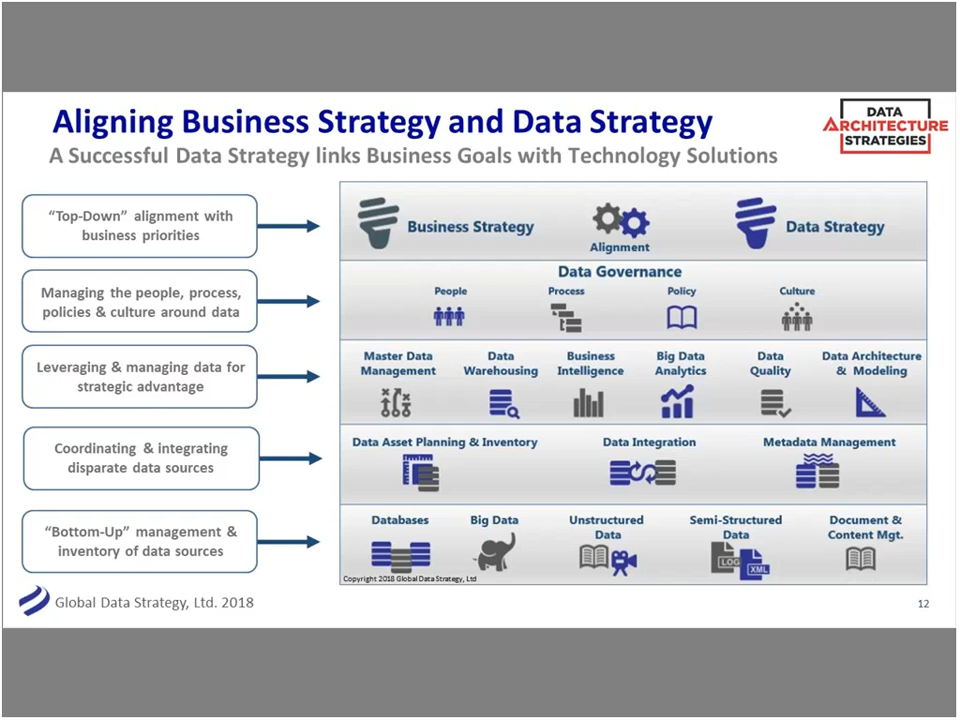 Aligning Business Strategy and Data Strategy
A Successful Data Strategy links Business Goals with Technology Solutions
DATA
ARCHITECTURE
STRATEGIES
“Top-Down” alignment with
business priorities
Managing the people, process,
policies & culture around data
Leveraging & managing data for
strategic advantage
Coordinating & integrating
disparate data sources
“Bottom-Up” management &
inventory of data sources
Business Strategy
Alignment
Data Strategy
Data Governance
People
Process
Policy
Culture
Master Data
Management
Data
Warehousing
Business
Intelligence
Big Data
Analytics
Data
Quality
Data Architecture
& Modeling
Data Asset Planning & Inventory
Data Integration
Metadata Management
Databases
Big Data
Unstructured
Data
Semi-Structured
Data
LOG
XML
Document &
Content Mgt.
Copyright 2018 Global Data Strategy, Ltd
Global Data Strategy, Ltd. 2018
12